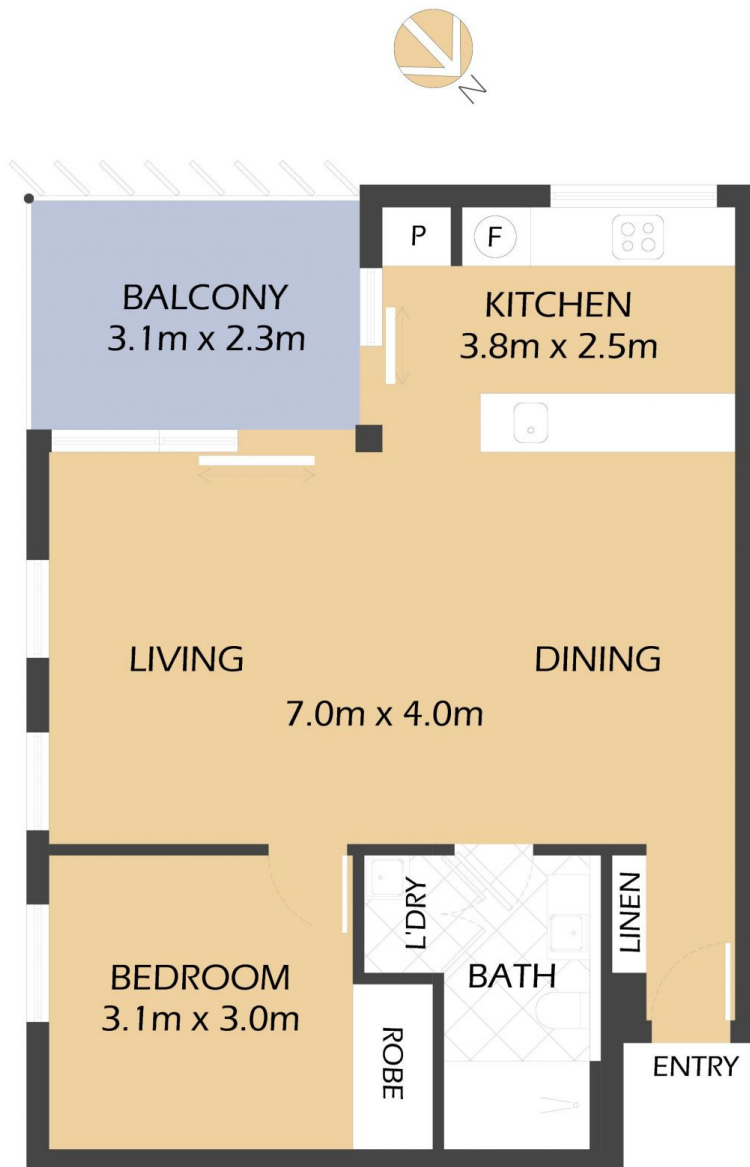 N
P
F
BALCONY
3.1m x 2.3m
KITCHEN
3.8m x 2.5m
LIVING
DINING
7.0m x 4.0m
L'DRY
LINEN
BEDROOM
3.1m x 3.0m
BATH
ROBE
ENTRY